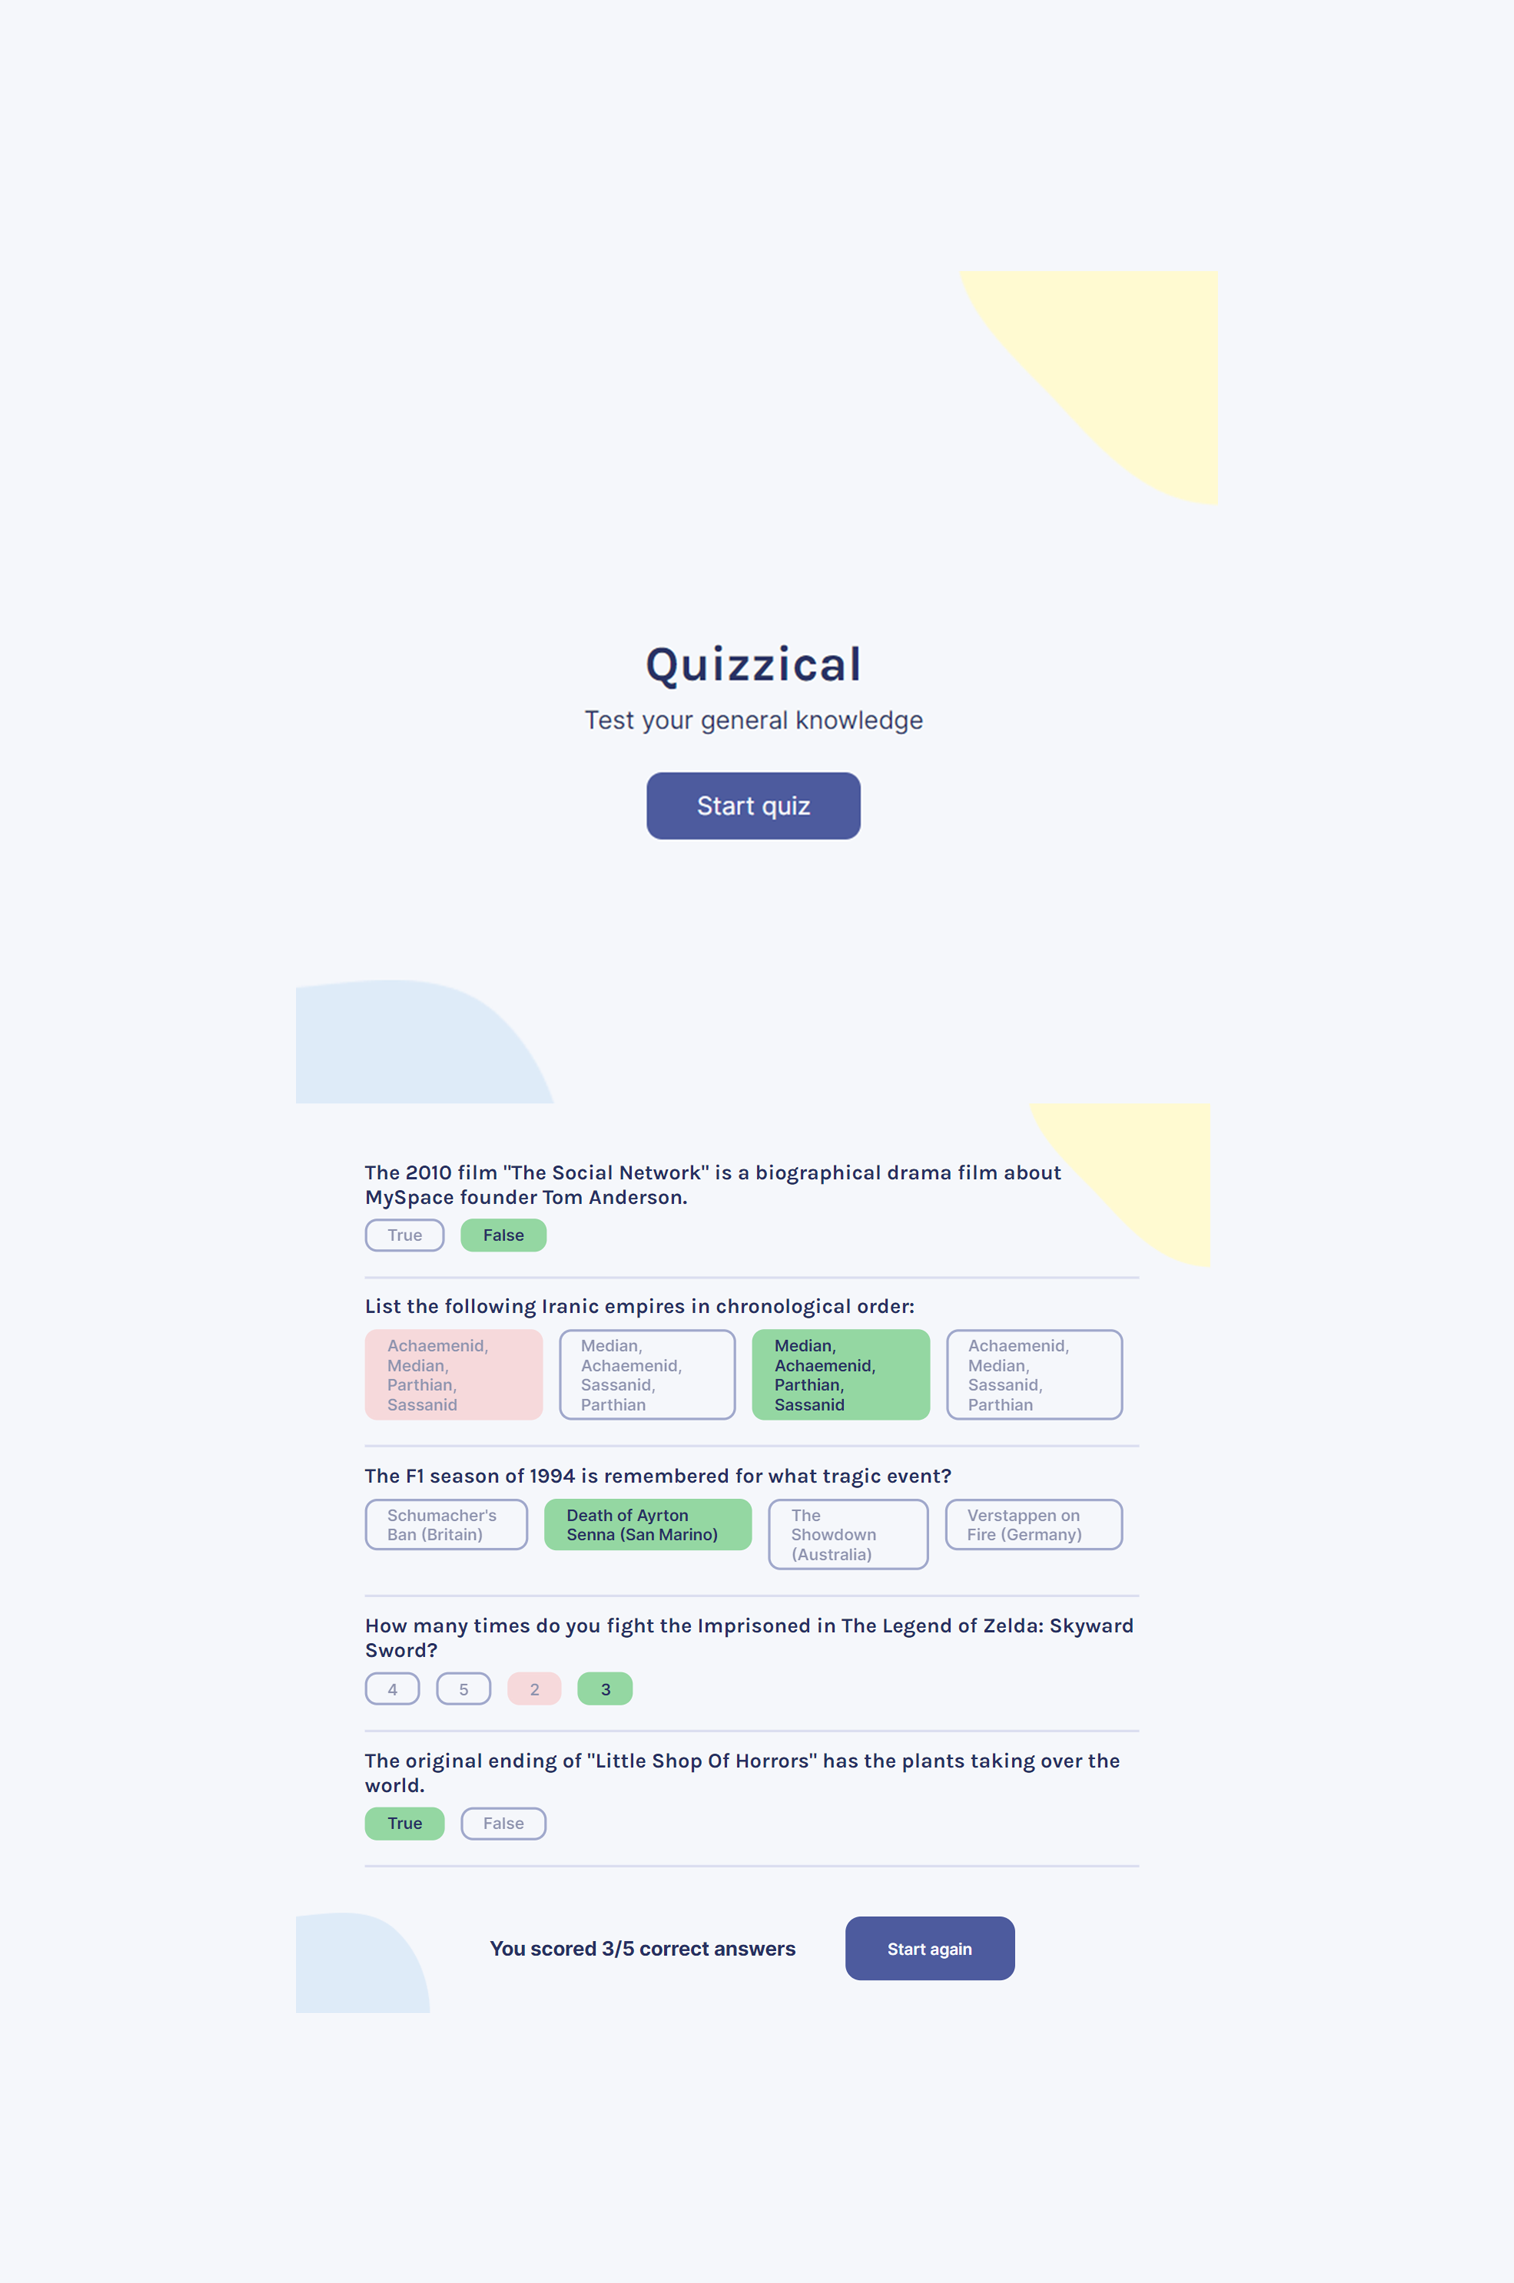 Quizzical
Test your general knowledge
Start quiz
The 2010 film "The Social Network" is a biographical drama film about
MySpace founder Tom Anderson.
True
False
List the following Iranic empires in chronological order:
Achaemenid,
Median,
Parthian,
Sassanid
Median,
Achaemenid,
Sassanid,
Parthian
Median,
Achaemenid,
Parthian,
Sassanid
Achaemenid,
Median,
Sassanid,
Parthian
The F1 season of 1994 is remembered for what tragic event?
Schumacher's
Ban (Britain)
Death of Ayrton
Senna (San Marino)
The
Showdown
(Australia)
Verstappen on
Fire (Germany)
How many times do you fight the Imprisoned in The Legend of Zelda: Skyward
Sword?
4
5
2
3
The original ending of "Little Shop Of Horrors" has the plants taking over the
world.
True
False
You scored 3/5 correct answers
Start again